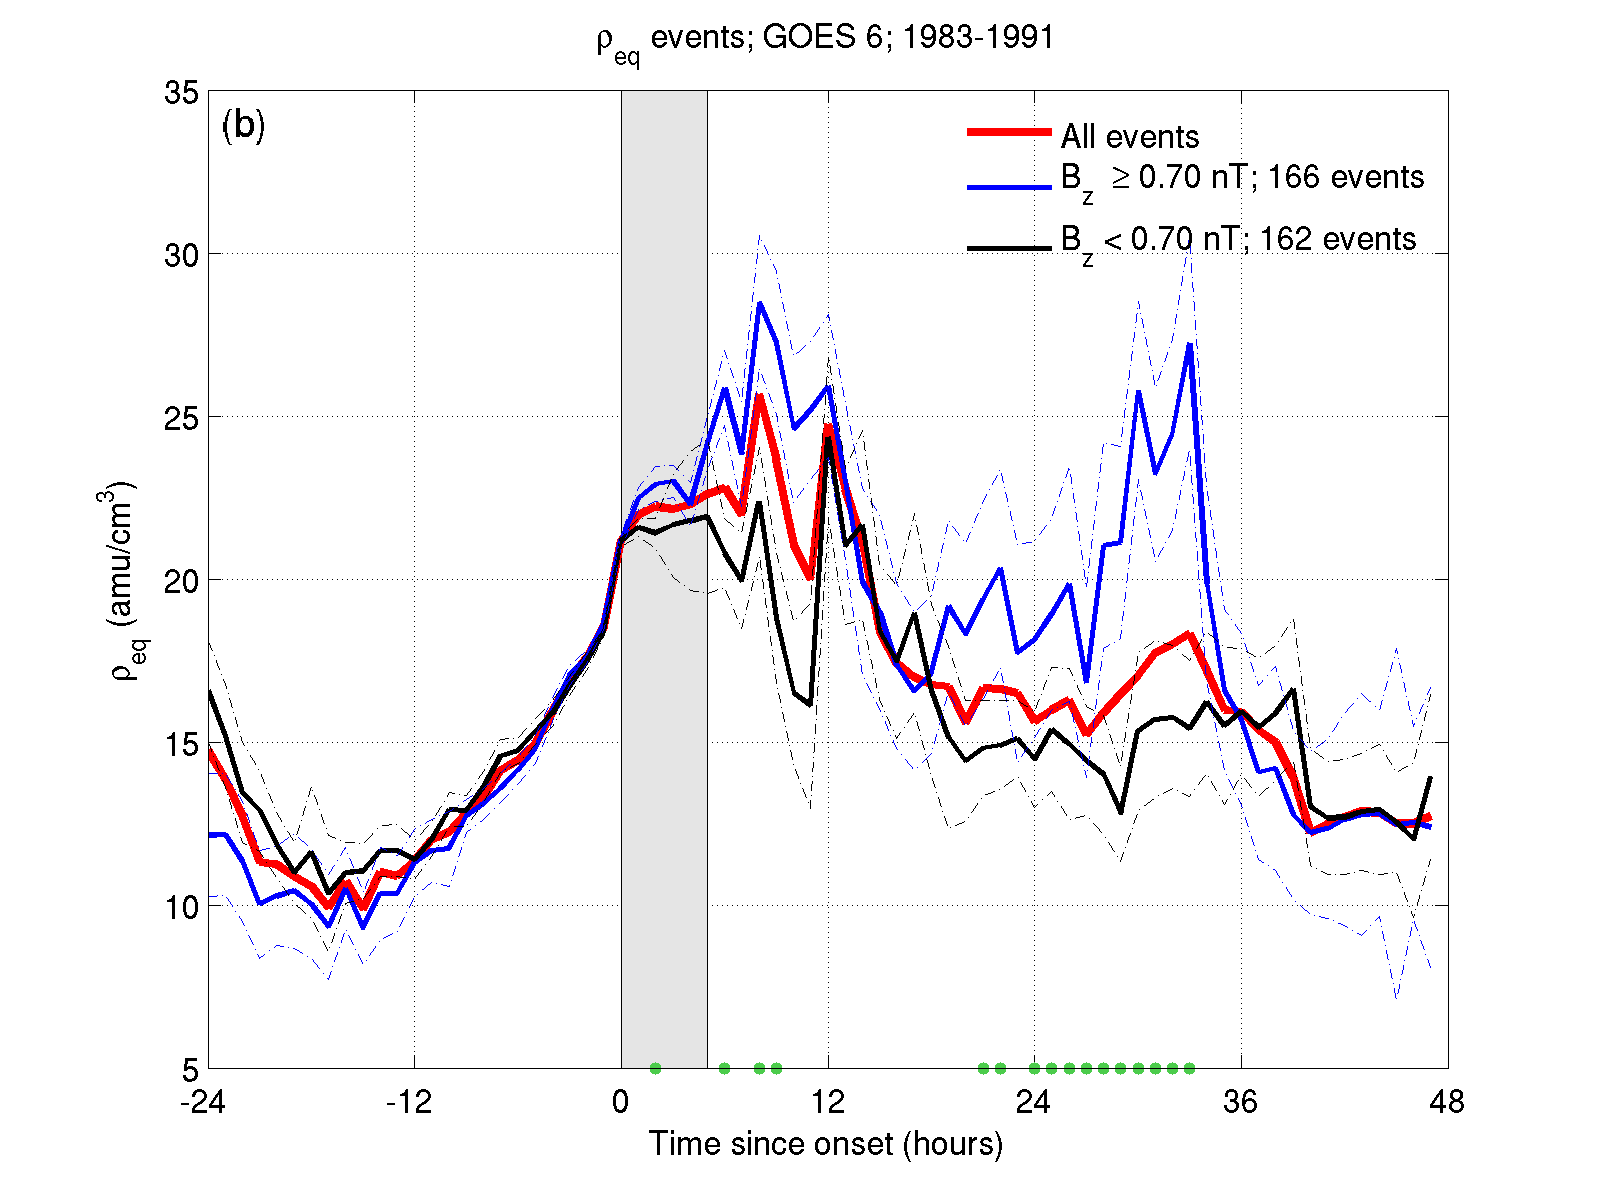 ρeq events; GOES 6; 1983-1991
(b)
All events
Bz ≥ 0.70 nT; 166 events
Bz < 0.70 nT; 162 events
ρeq (amu/cm3)
35
30
25
20
15
10
5
-24 -12 0 12 24 36 48
Time since onset (hours)